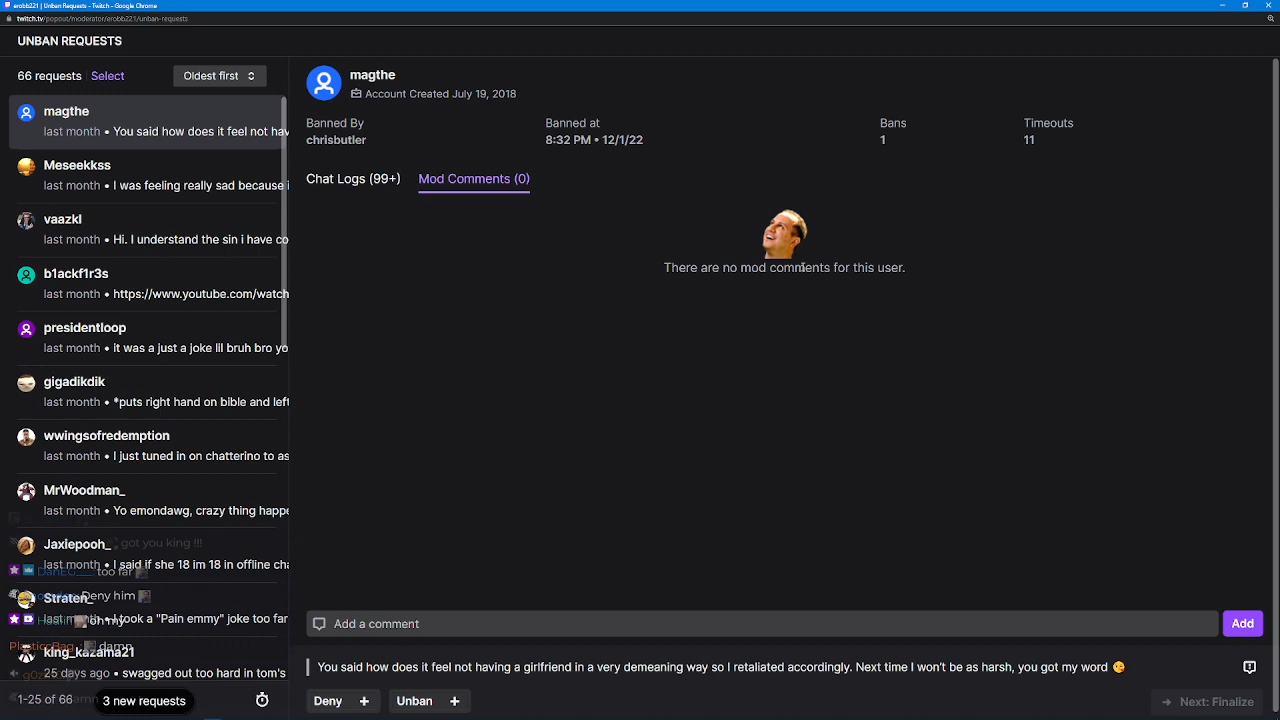 erobb221 | Unban Requests - Twitch - Google Chrome
twitch.tv/popout/moderator/erobb221/unban-requests
UNBAN REQUESTS
66 requests Select Oldest first
magthe
last month • You said how does it feel not hav
Meseekkss
last month • I was feeling really sad because i
vaazkl
last month • Hi. I understand the sin i have co
b1ackf1r3s
last month • https://www.youtube.com/watch
presidentloop
last month • it was a just a joke lil bruh bro yo
gigadikdik
last month • *puts right hand on bible and left
wwingsofredemption
last month • I just tuned in on chatterino to as
MrWoodman_
last month • Yo emondawg, crazy thing happe
Jaxiepooh_ got you king !!!
last month • I said if she 18 im 18 in offline cha
too far
Straten_ Deny him
last month • I took a "Pain emmy" joke too far
oh my
PlasticBag damn
king_kazama21
25 days ago • swagged out too hard in tom's
1-25 of 66 3 new requests
magthe
Account Created July 19, 2018
Banned By Banned at Bans Timeouts
chrisbutler 8:32 PM • 12/1/22 1 11
Chat Logs (99+) Mod Comments (0)
There are no mod comments for this user.
Add a comment Add
You said how does it feel not having a girlfriend in a very demeaning way so I retaliated accordingly. Next time I won't be as harsh, you got my word 😘
Deny + Unban + Next: Finalize